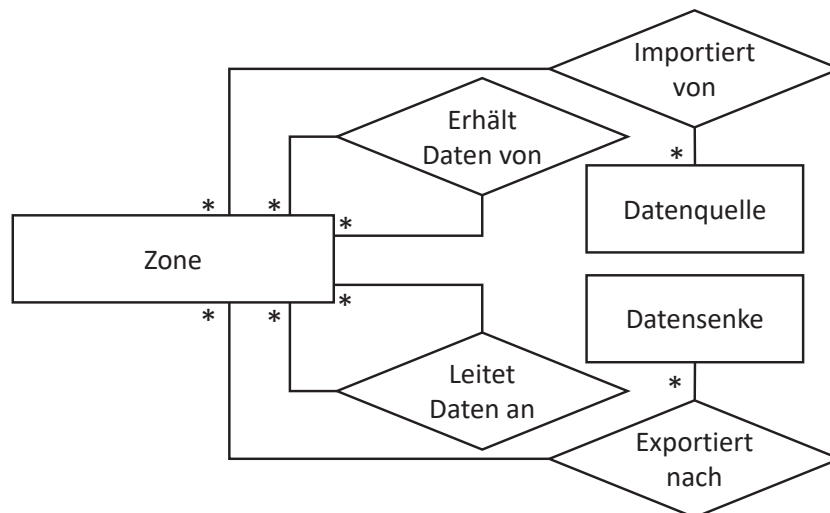 Importiert
von
Erhält
Daten von
*
Datenquelle
* * *
Zone
* * *
Datensenke
*
Leitet
Daten an
Exportiert
nach